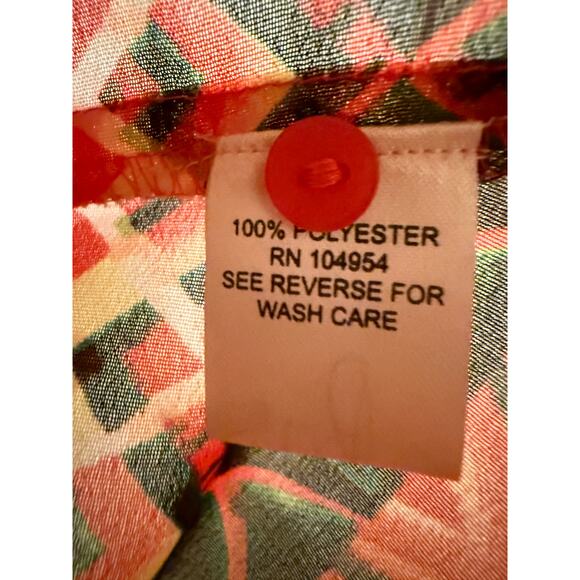 100% POLYESTER
RN 104954
SEE REVERSE FOR
WASH CARE